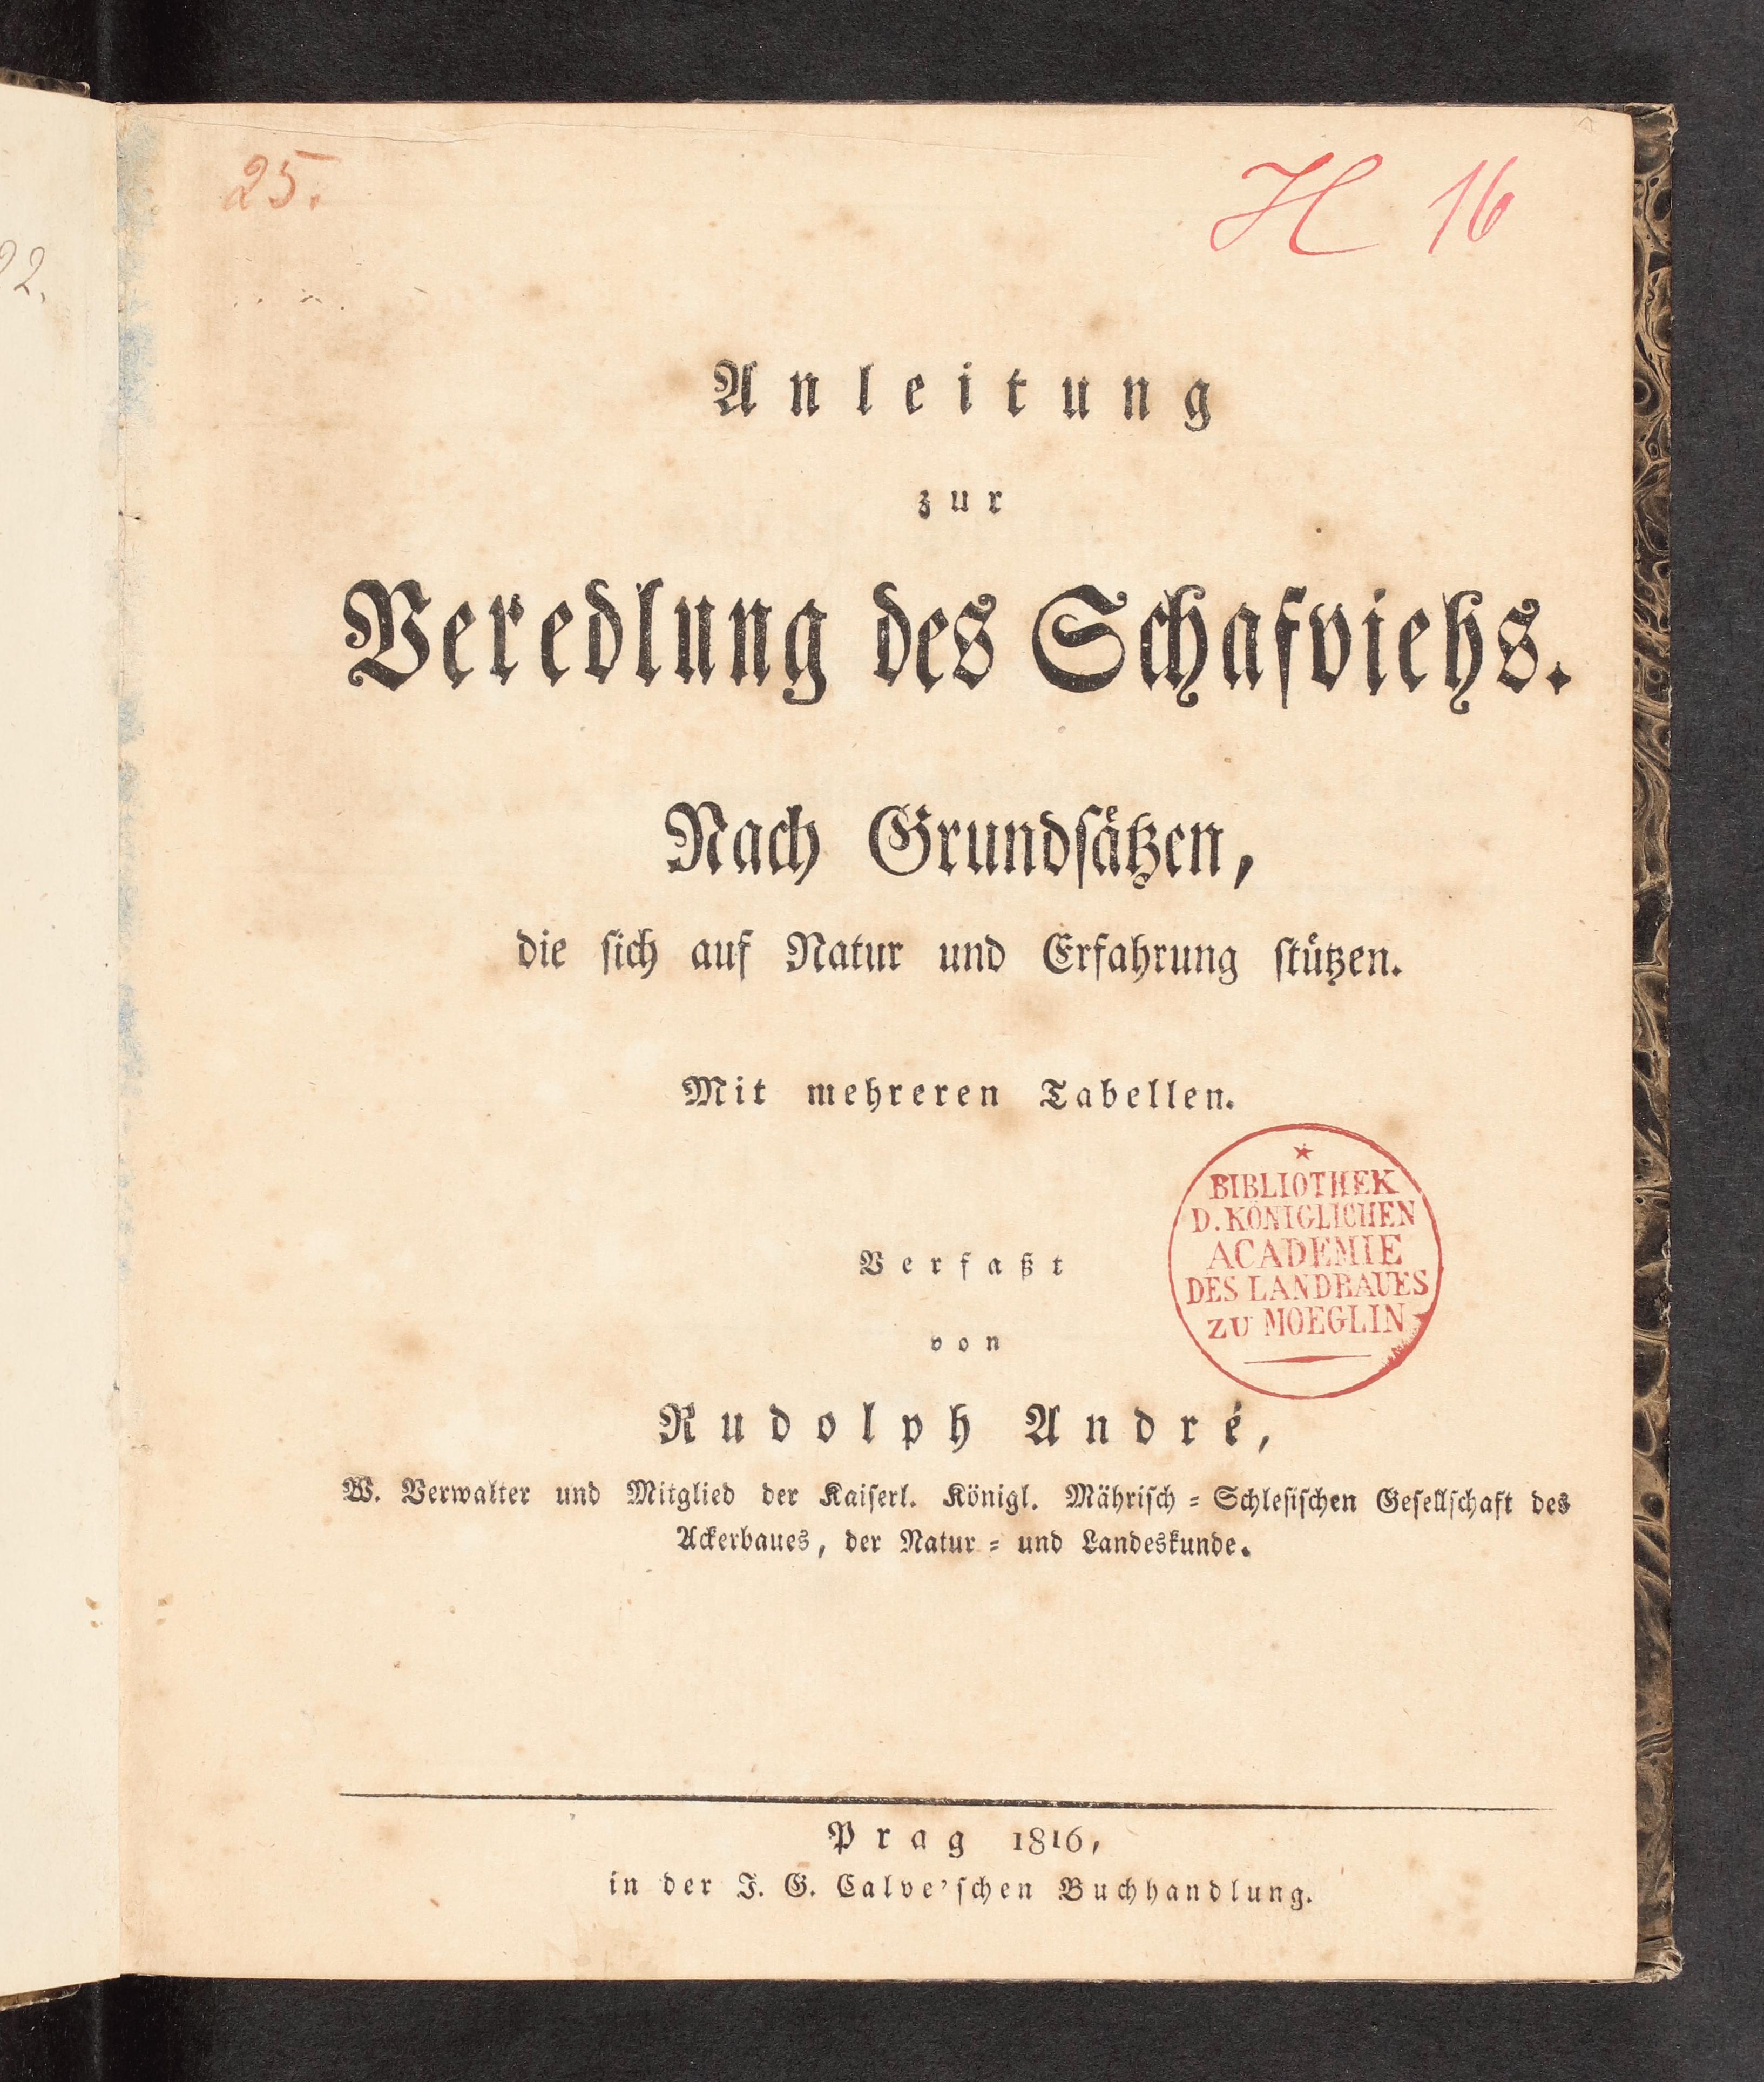 25.
H 16
Anleitung
zur
Veredlung des Schafviehs.
Nach Grundsätzen,
die sich auf Natur und Erfahrung stützen.
Mit mehreren Tabellen.
BIBLIOTHEK
D. KÖNIGLICHEN
ACADEMIE
DES LANDBAUES
ZU MOEGLIN
Verfaßt
von
Rudolph André,
W. Verwalter und Mitglied der Kaiserl. Königl. Mährisch-Schlesischen Gesellschaft des
Ackerbaues, der Natur- und Landeskunde.
Prag 1816,
in der J. G. Calve'schen Buchhandlung.